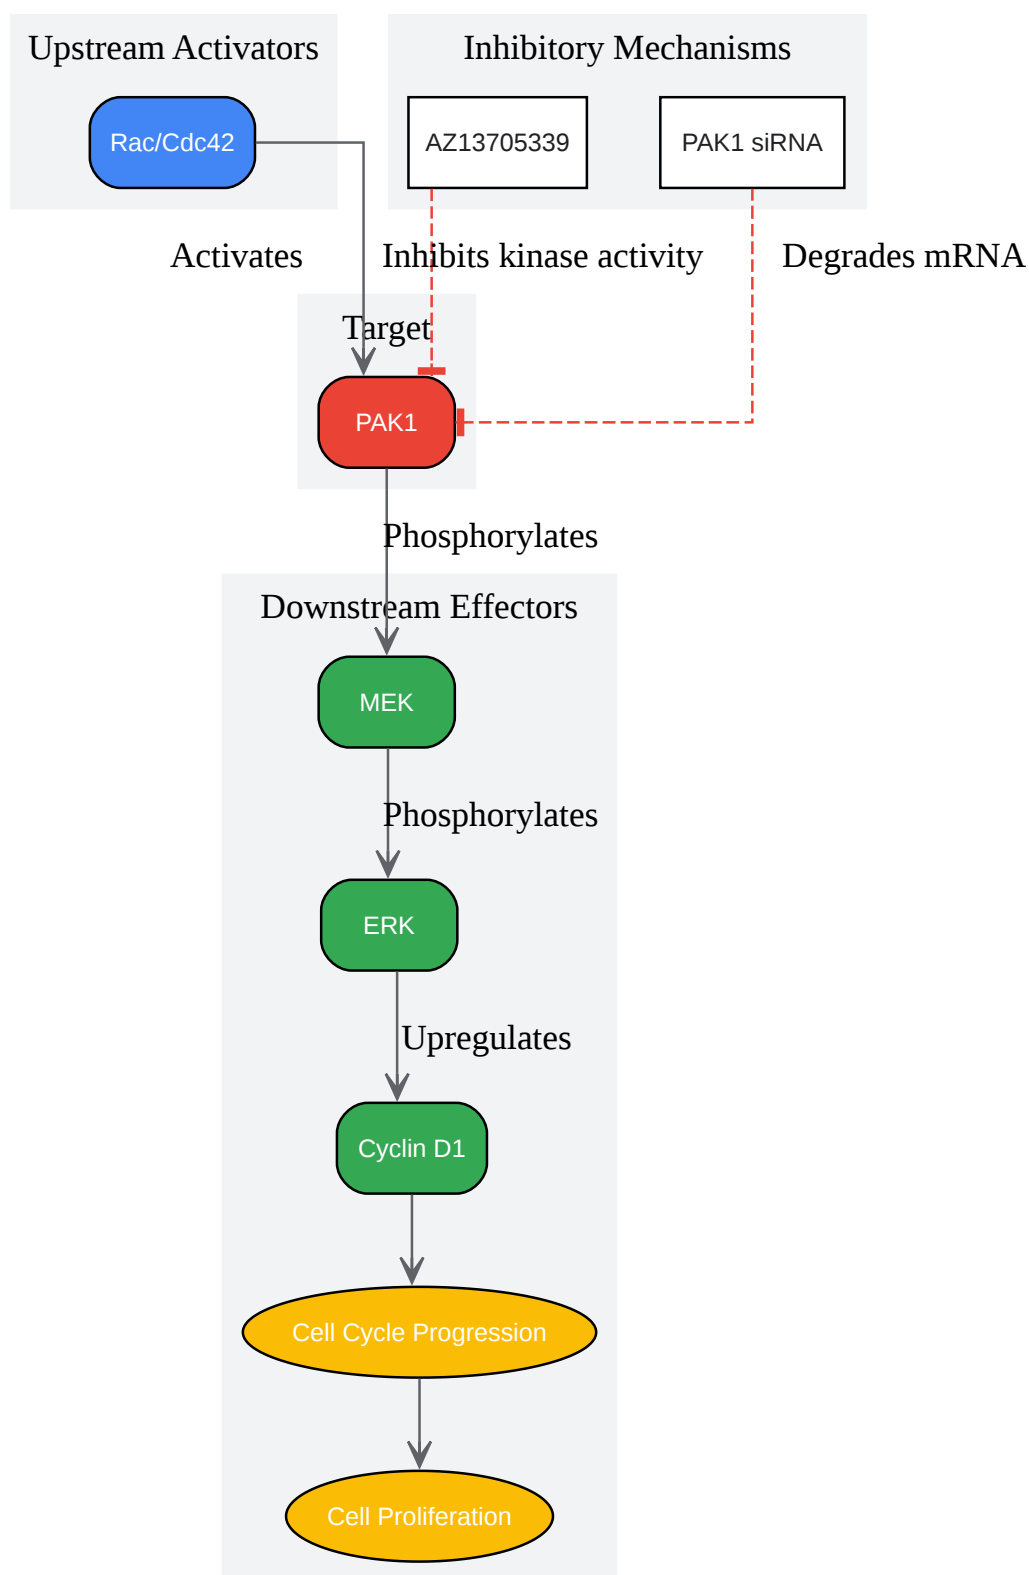 Upstream Activators
Inhibitory Mechanisms
Rac/Cdc42
AZ13705339
PAK1 siRNA
Activates
Inhibits kinase activity
Degrades mRNA
Target
PAK1
Phosphorylates
Downstream Effectors
MEK
Phosphorylates
ERK
Upregulates
Cyclin D1
Cell Cycle Progression
Cell Proliferation